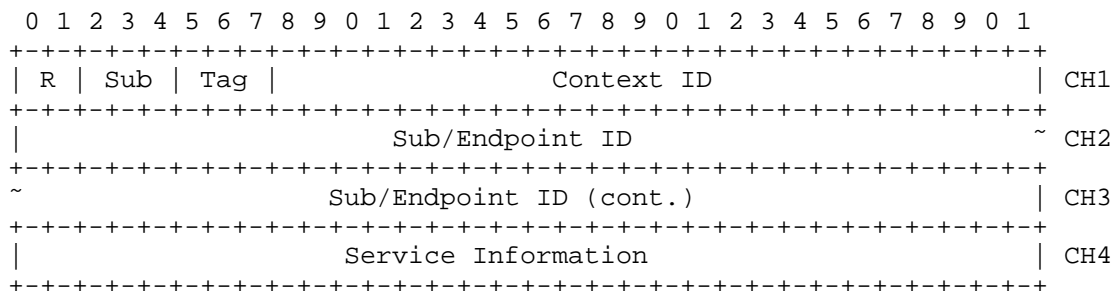 0 1 2 3 4 5 6 7 8 9 0 1 2 3 4 5 6 7 8 9 0 1 2 3 4 5 6 7 8 9 0 1
+-+-+-+-+-+-+-+-+-+-+-+-+-+-+-+-+-+-+-+-+-+-+-+-+-+-+-+-+-+-+-+-+
| R | Sub | Tag |                 Context ID                    | CH1
+-+-+-+-+-+-+-+-+-+-+-+-+-+-+-+-+-+-+-+-+-+-+-+-+-+-+-+-+-+-+-+-+
|                       Sub/Endpoint ID                         ~ CH2
+-+-+-+-+-+-+-+-+-+-+-+-+-+-+-+-+-+-+-+-+-+-+-+-+-+-+-+-+-+-+-+-+
~                   Sub/Endpoint ID (cont.)                     | CH3
+-+-+-+-+-+-+-+-+-+-+-+-+-+-+-+-+-+-+-+-+-+-+-+-+-+-+-+-+-+-+-+-+
|                    Service Information                        | CH4
+-+-+-+-+-+-+-+-+-+-+-+-+-+-+-+-+-+-+-+-+-+-+-+-+-+-+-+-+-+-+-+-+